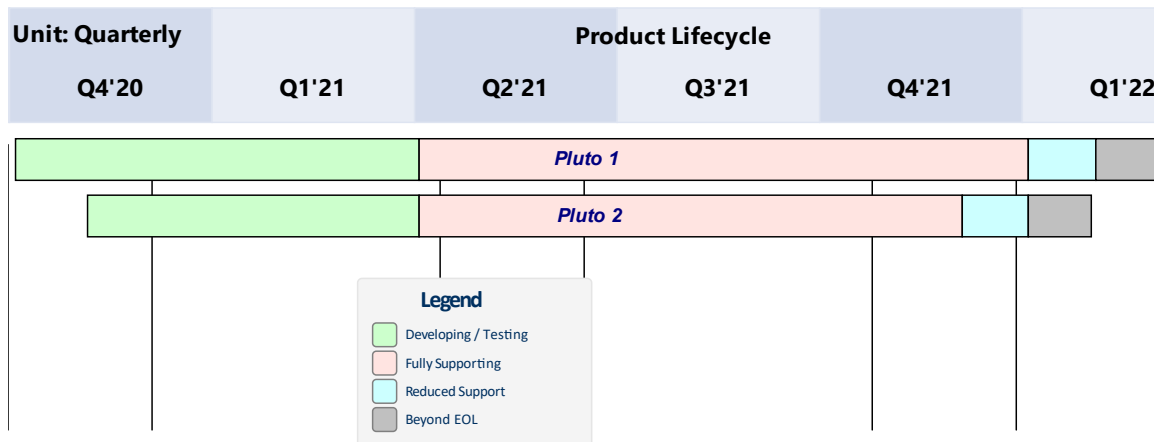 Unit: Quarterly
Product Lifecycle
Q4'20 Q1'21 Q2'21 Q3'21 Q4'21 Q1'22
Pluto 1
Pluto 2
Legend
Developing / Testing
Fully Supporting
Reduced Support
Beyond EOL